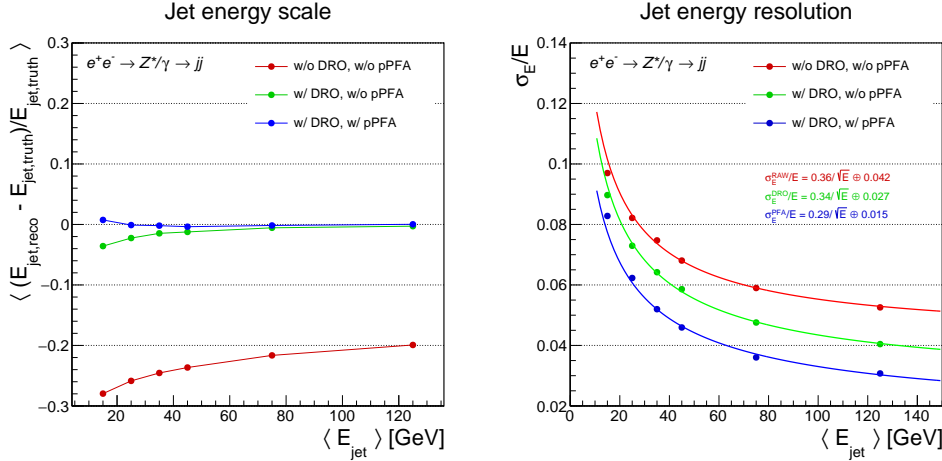 Jet energy scale
⟨ (E_jet,reco - E_jet,truth)/E_jet,truth ⟩
0.3
0.2
0.1
0
−0.1
−0.2
−0.3
e⁺e⁻ → Z*/γ → jj
w/o DRO, w/o pPFA
w/ DRO, w/o pPFA
w/ DRO, w/ pPFA
20 40 60 80 100 120
⟨ E_jet ⟩ [GeV]
Jet energy resolution
σ_E/E
0.14
0.12
0.1
0.08
0.06
0.04
0.02
e⁺e⁻ → Z*/γ → jj
w/o DRO, w/o pPFA
w/ DRO, w/o pPFA
w/ DRO, w/ pPFA
σ_E^RAW/E = 0.36/√E ⊕ 0.042
σ_E^DRO/E = 0.34/√E ⊕ 0.027
σ_E^PFA/E = 0.29/√E ⊕ 0.015
0 20 40 60 80 100 120 140
⟨ E_jet ⟩ [GeV]